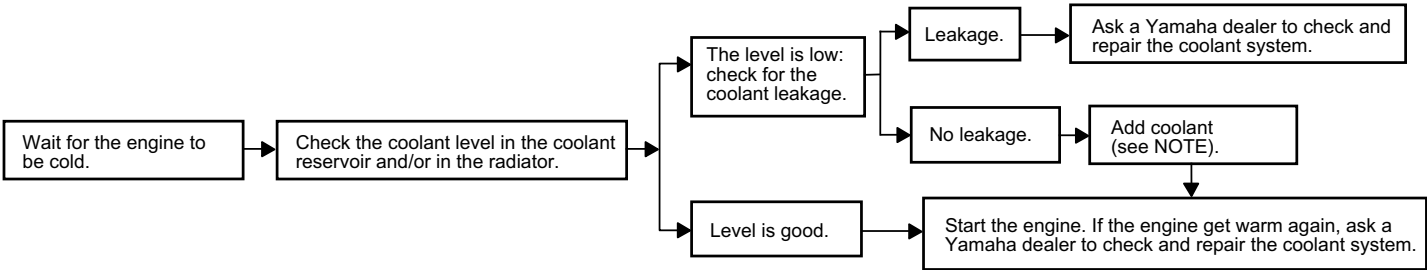 Wait for the engine to
be cold.
Check the coolant level in the coolant
reservoir and/or in the radiator.
The level is low:
check for the
coolant leakage.
Leakage.
Ask a Yamaha dealer to check and
repair the coolant system.
No leakage.
Add coolant
(see NOTE).
Level is good.
Start the engine. If the engine get warm again, ask a
Yamaha dealer to check and repair the coolant system.